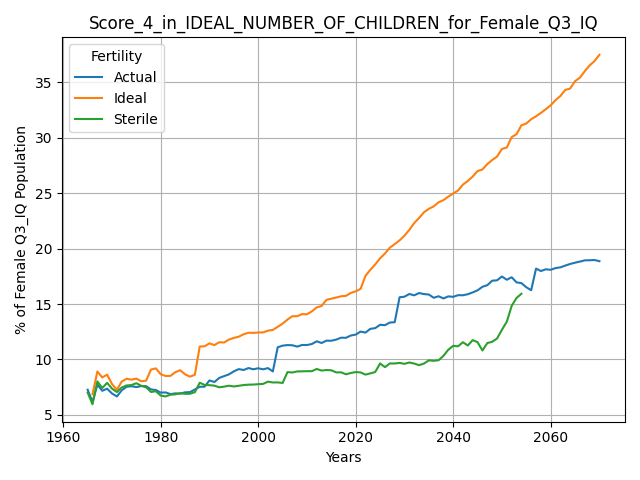 Score_4_in_IDEAL_NUMBER_OF_CHILDREN_for_Female_Q3_IQ
Fertility
Actual
Ideal
Sterile
% of Female Q3_IQ Population
35
30
25
20
15
10
5
1960 1980 2000 2020 2040 2060
Years